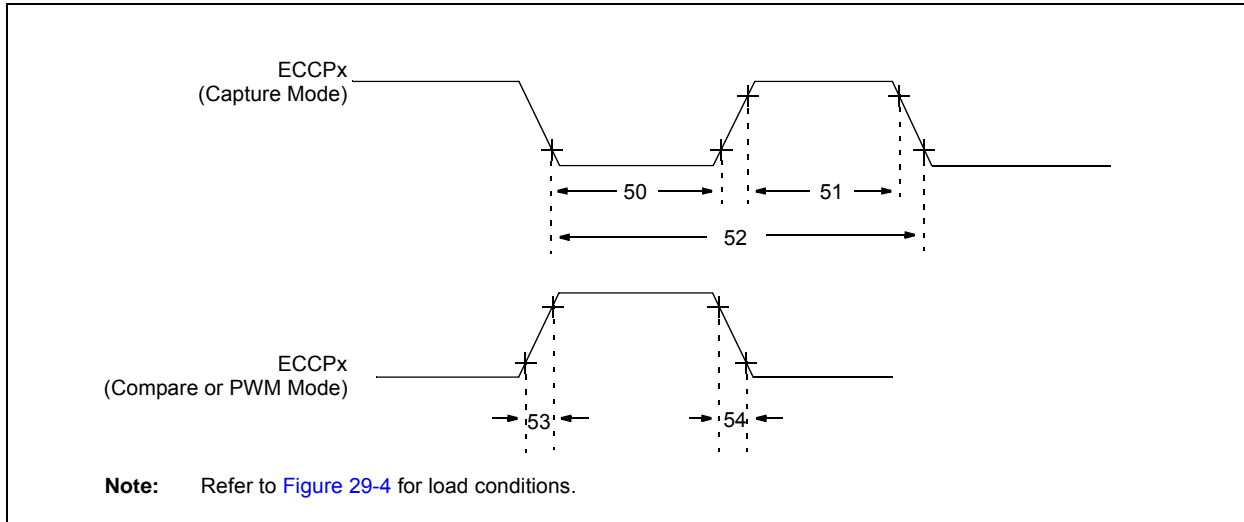 ECCPx
(Capture Mode)
50
51
52
ECCPx
(Compare or PWM Mode)
53
54
Note: Refer to Figure 29-4 for load conditions.